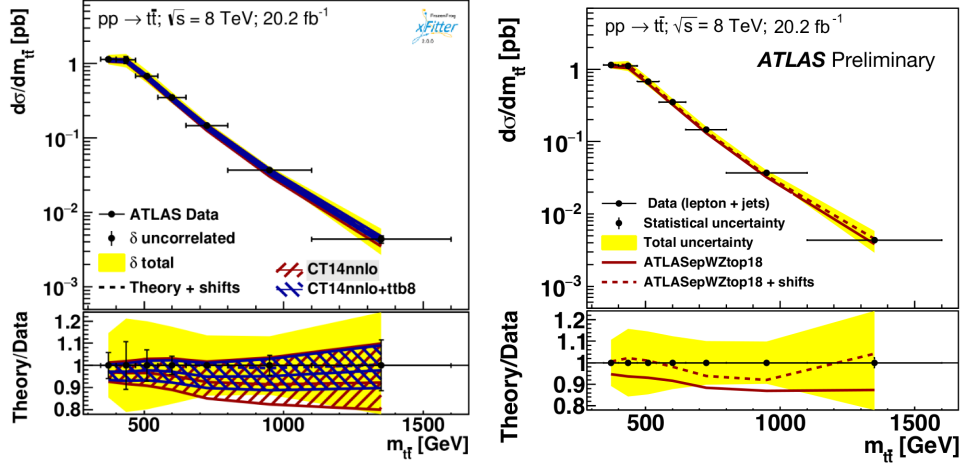 pp → tt̄; √s = 8 TeV; 20.2 fb⁻¹
FrozenFrog
xFitter
2.0.0
dσ/dm_tt̄ [pb]
1
10⁻¹
10⁻²
10⁻³
ATLAS Data
δ uncorrelated
δ total
Theory + shifts
CT14nnlo
CT14nnlo+ttb8
Theory/Data
1.2
1.1
1
0.9
0.8
500 1000 1500
m_tt̄ [GeV]
pp → tt̄; √s = 8 TeV; 20.2 fb⁻¹
ATLAS Preliminary
dσ/dm_tt̄ [pb]
1
10⁻¹
10⁻²
10⁻³
Data (lepton + jets)
Statistical uncertainty
Total uncertainty
ATLASepWZtop18
ATLASepWZtop18 + shifts
Theory/Data
1.2
1.1
1
0.9
0.8
500 1000 1500
m_tt̄ [GeV]